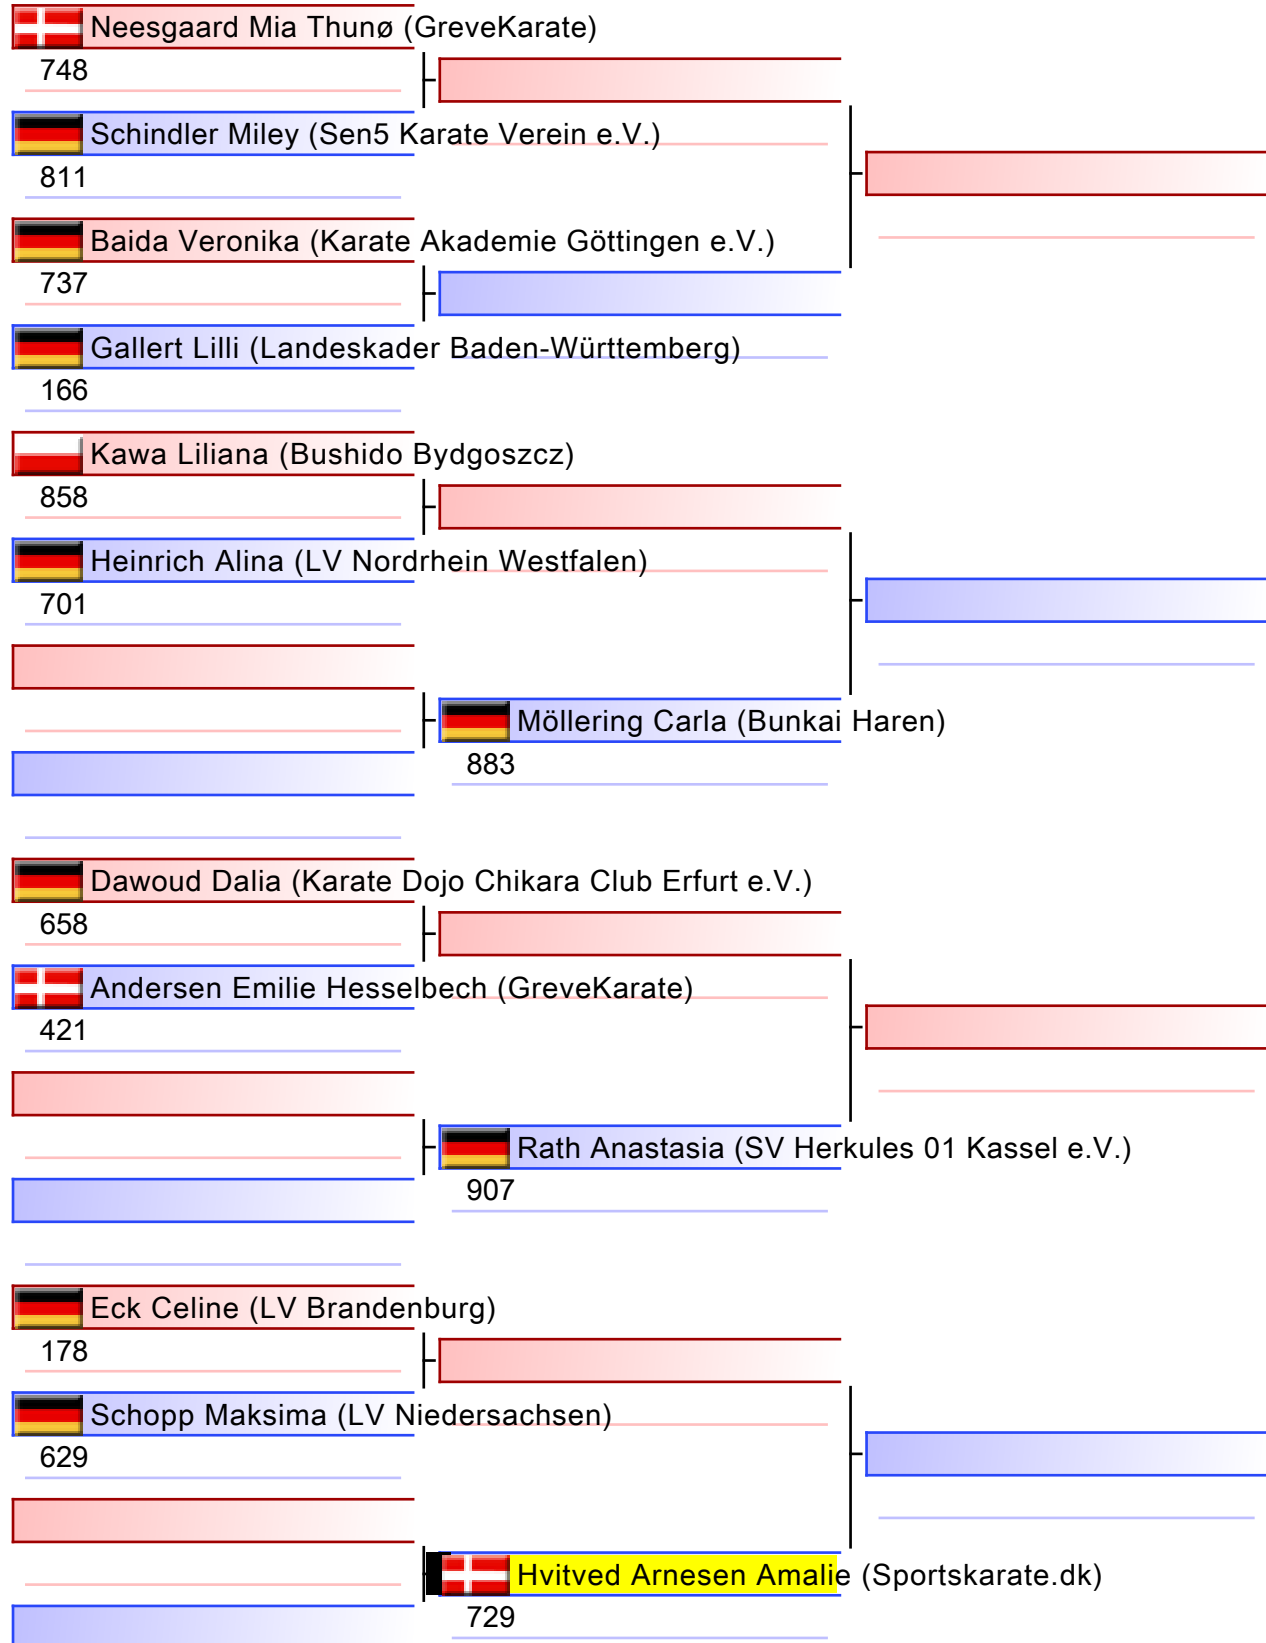 Neesgaard Mia Thunø (GreveKarate)
748
Schindler Miley (Sen5 Karate Verein e.V.)
811
Baida Veronika (Karate Akademie Göttingen e.V.)
737
Gallert Lilli (Landeskader Baden-Württemberg)
166
Kawa Liliana (Bushido Bydgoszcz)
858
Heinrich Alina (LV Nordrhein Westfalen)
701
Möllering Carla (Bunkai Haren)
883
Dawoud Dalia (Karate Dojo Chikara Club Erfurt e.V.)
658
Andersen Emilie Hesselbech (GreveKarate)
421
Rath Anastasia (SV Herkules 01 Kassel e.V.)
907
Eck Celine (LV Brandenburg)
178
Schopp Maksima (LV Niedersachsen)
629
Hvitved Arnesen Amalie (Sportskarate.dk)
729